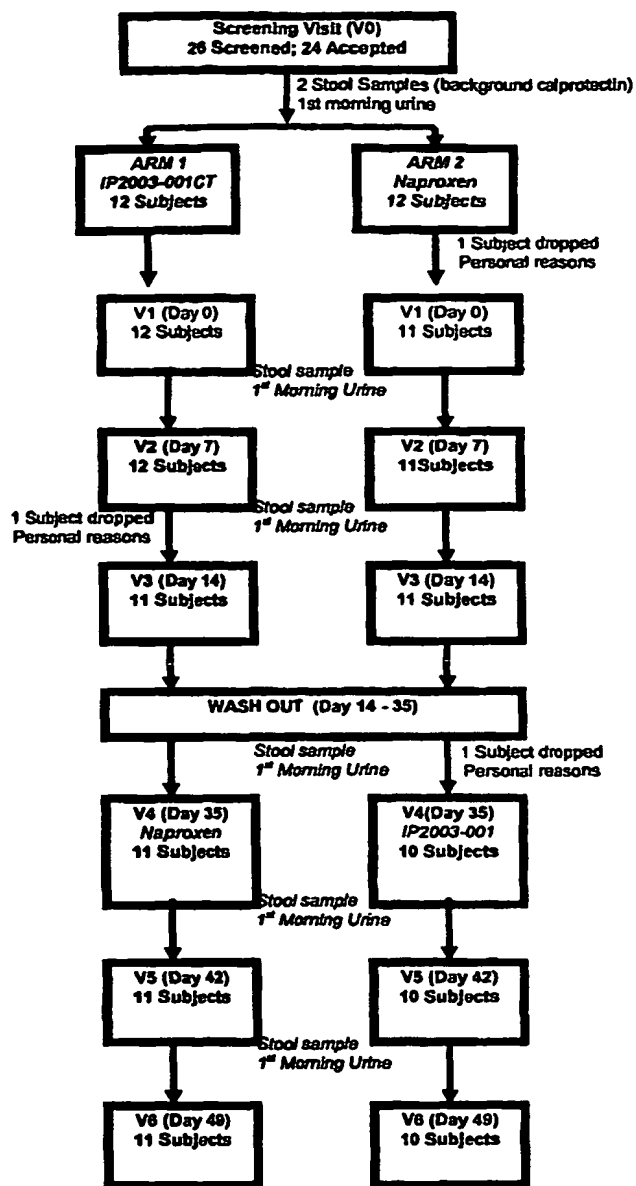 Screening Visit (V0)
26 Screened; 24 Accepted
2 Stool Samples (background calprotectin)
1st morning urine
ARM 1
IP2003-001CT
12 Subjects
ARM 2
Naproxen
12 Subjects
1 Subject dropped
Personal reasons
V1 (Day 0)
12 Subjects
V1 (Day 0)
11 Subjects
Stool sample
1st Morning Urine
V2 (Day 7)
12 Subjects
V2 (Day 7)
11Subjects
1 Subject dropped
Personal reasons
Stool sample
1st Morning Urine
V3 (Day 14)
11 Subjects
V3 (Day 14)
11 Subjects
WASH OUT (Day 14 - 35)
Stool sample
1st Morning Urine
1 Subject dropped
Personal reasons
V4 (Day 35)
Naproxen
11 Subjects
V4(Day 35)
IP2003-001
10 Subjects
Stool sample
1st Morning Urine
V5 (Day 42)
11 Subjects
V5 (Day 42)
10 Subjects
Stool sample
1st Morning Urine
V6 (Day 49)
11 Subjects
V6 (Day 49)
10 Subjects